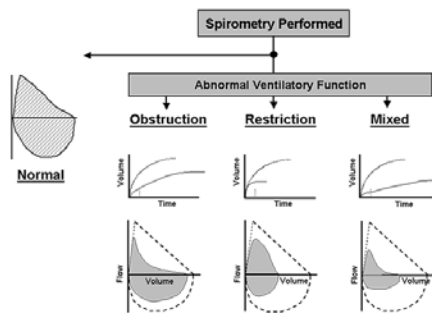 Spirometry Performed
Abnormal Ventilatory Function
Obstruction
Restriction
Mixed
Normal
Volume
Time
Volume
Time
Volume
Time
Flow
Volume
Flow
Volume
Flow
Volume